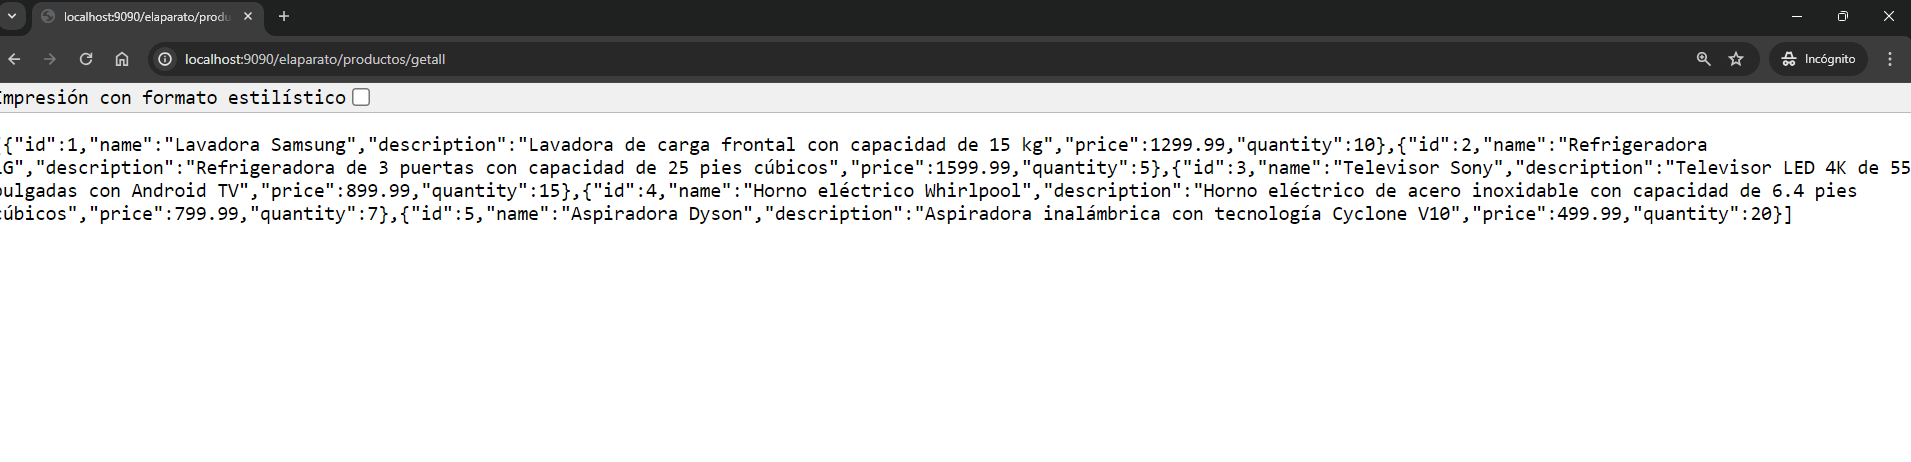 localhost:9090/elaparato/produ
localhost:9090/elaparato/productos/getall
Incógnito
Impresión con formato estilístico
[{"id":1,"name":"Lavadora Samsung","description":"Lavadora de carga frontal con capacidad de 15 kg","price":1299.99,"quantity":10},{"id":2,"name":"Refrigeradora
LG","description":"Refrigeradora de 3 puertas con capacidad de 25 pies cúbicos","price":1599.99,"quantity":5},{"id":3,"name":"Televisor Sony","description":"Televisor LED 4K de 55
pulgadas con Android TV","price":899.99,"quantity":15},{"id":4,"name":"Horno eléctrico Whirlpool","description":"Horno eléctrico de acero inoxidable con capacidad de 6.4 pies
cúbicos","price":799.99,"quantity":7},{"id":5,"name":"Aspiradora Dyson","description":"Aspiradora inalámbrica con tecnología Cyclone V10","price":499.99,"quantity":20}]